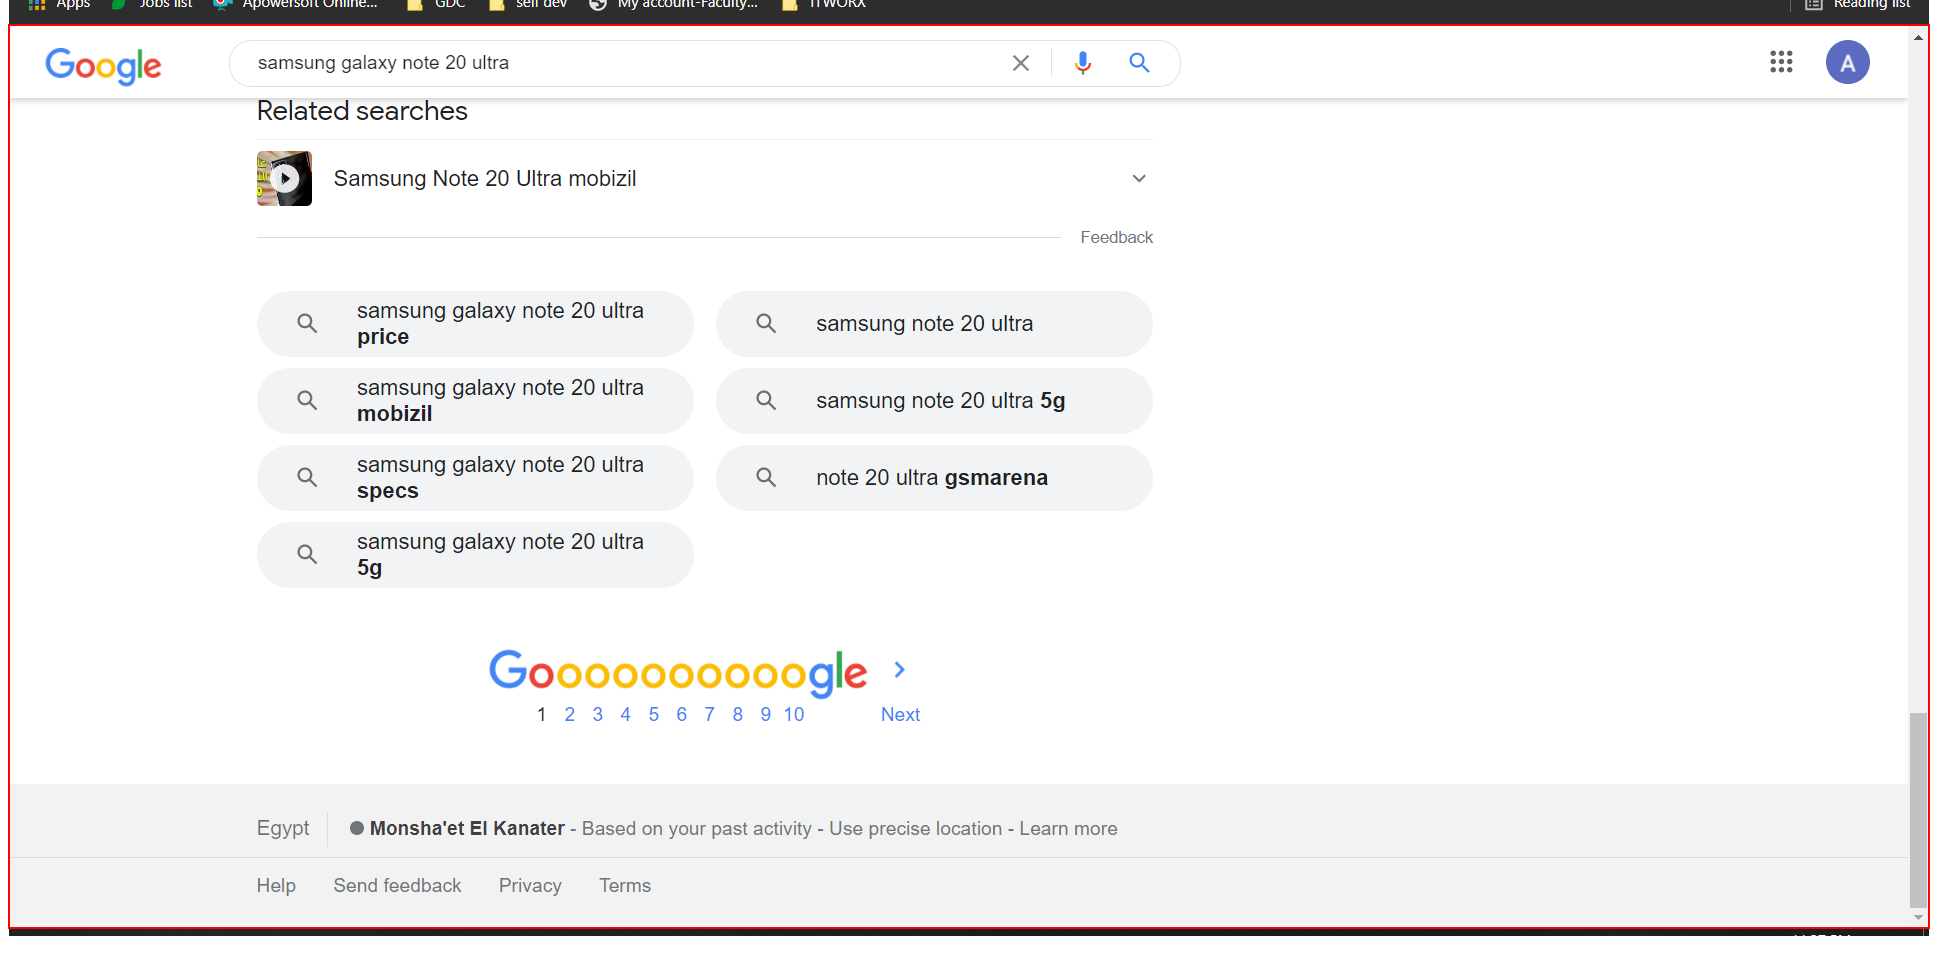 Apps Jobs list Apowersoft Online... GDC self dev My account-Faculty... ITWORX Reading list
Google samsung galaxy note 20 ultra A
Related searches
Samsung Note 20 Ultra mobizil
Feedback
samsung galaxy note 20 ultra
price
samsung note 20 ultra
samsung galaxy note 20 ultra
mobizil
samsung note 20 ultra 5g
samsung galaxy note 20 ultra
specs
note 20 ultra gsmarena
samsung galaxy note 20 ultra
5g
Goooooooooogle
1 2 3 4 5 6 7 8 9 10 Next
Egypt Monsha'et El Kanater - Based on your past activity - Use precise location - Learn more
Help Send feedback Privacy Terms